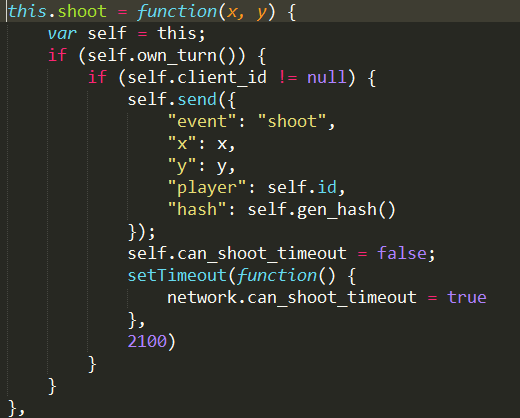 this.shoot = function(x, y) {
    var self = this;
    if (self.own_turn()) {
        if (self.client_id != null) {
            self.send({
                "event": "shoot",
                "x": x,
                "y": y,
                "player": self.id,
                "hash": self.gen_hash()
            });
            self.can_shoot_timeout = false;
            setTimeout(function() {
                network.can_shoot_timeout = true
            },
            2100)
        }
    }
},